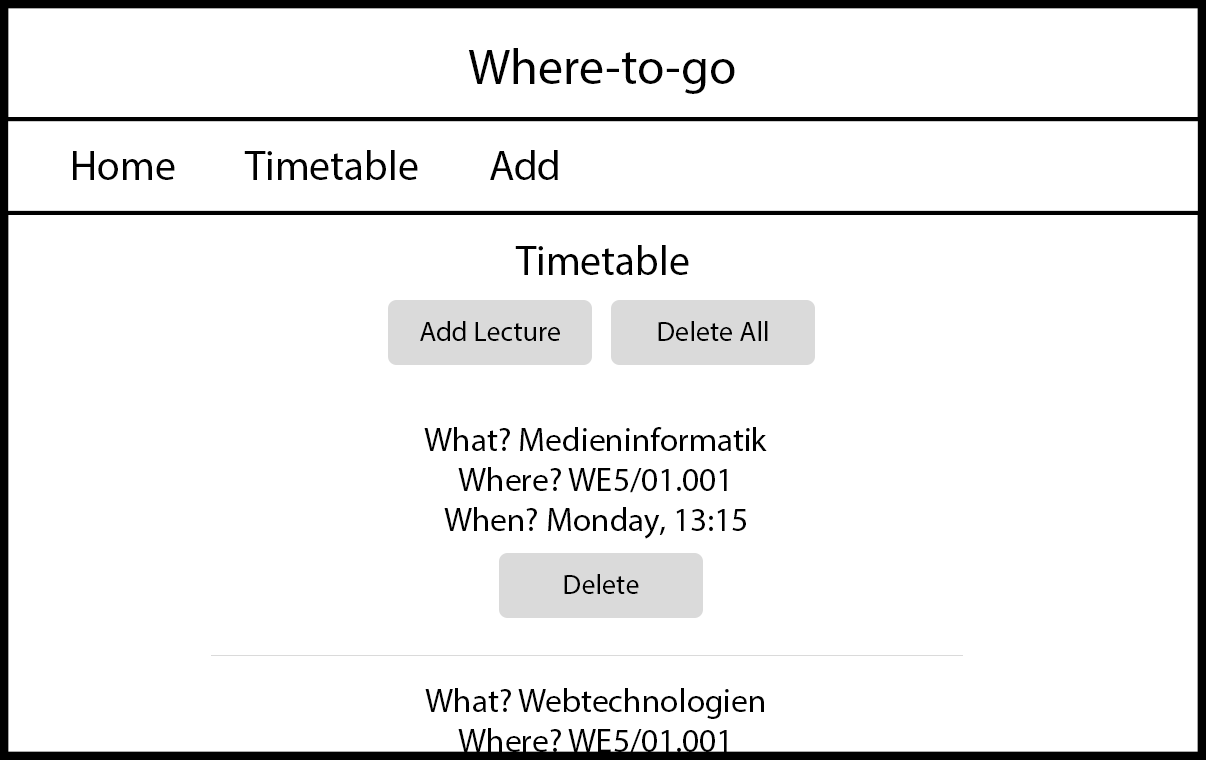 Where-to-go
Home Timetable Add
Timetable
Add Lecture Delete All
What? Medieninformatik
Where? WE5/01.001
When? Monday, 13:15
Delete
What? Webtechnologien
Where? WE5/01.001